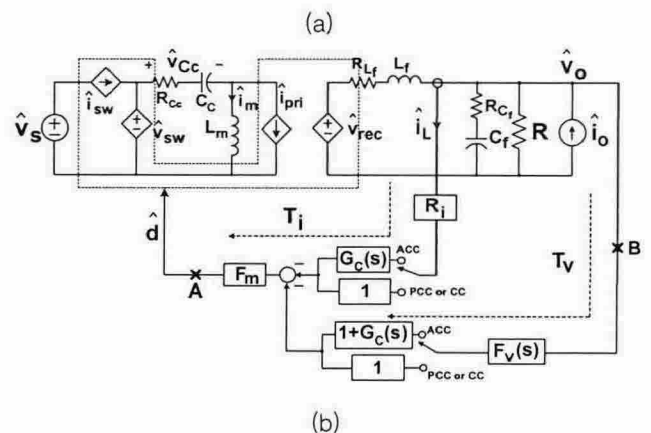 (a)
v̂Cc
+ −
RCc CC
îsw
îm
îpri
v̂s
+ −
v̂sw
Lm
RLf Lf
v̂rec
îL
v̂o
RCf
Cf
R
îo
Ri
d̂
Ti
Tv
A
B
Fm
−
−
Gc(s)
ACC
1
PCC or CC
1+Gc(s)
ACC
1
PCC or CC
Fv(s)
(b)